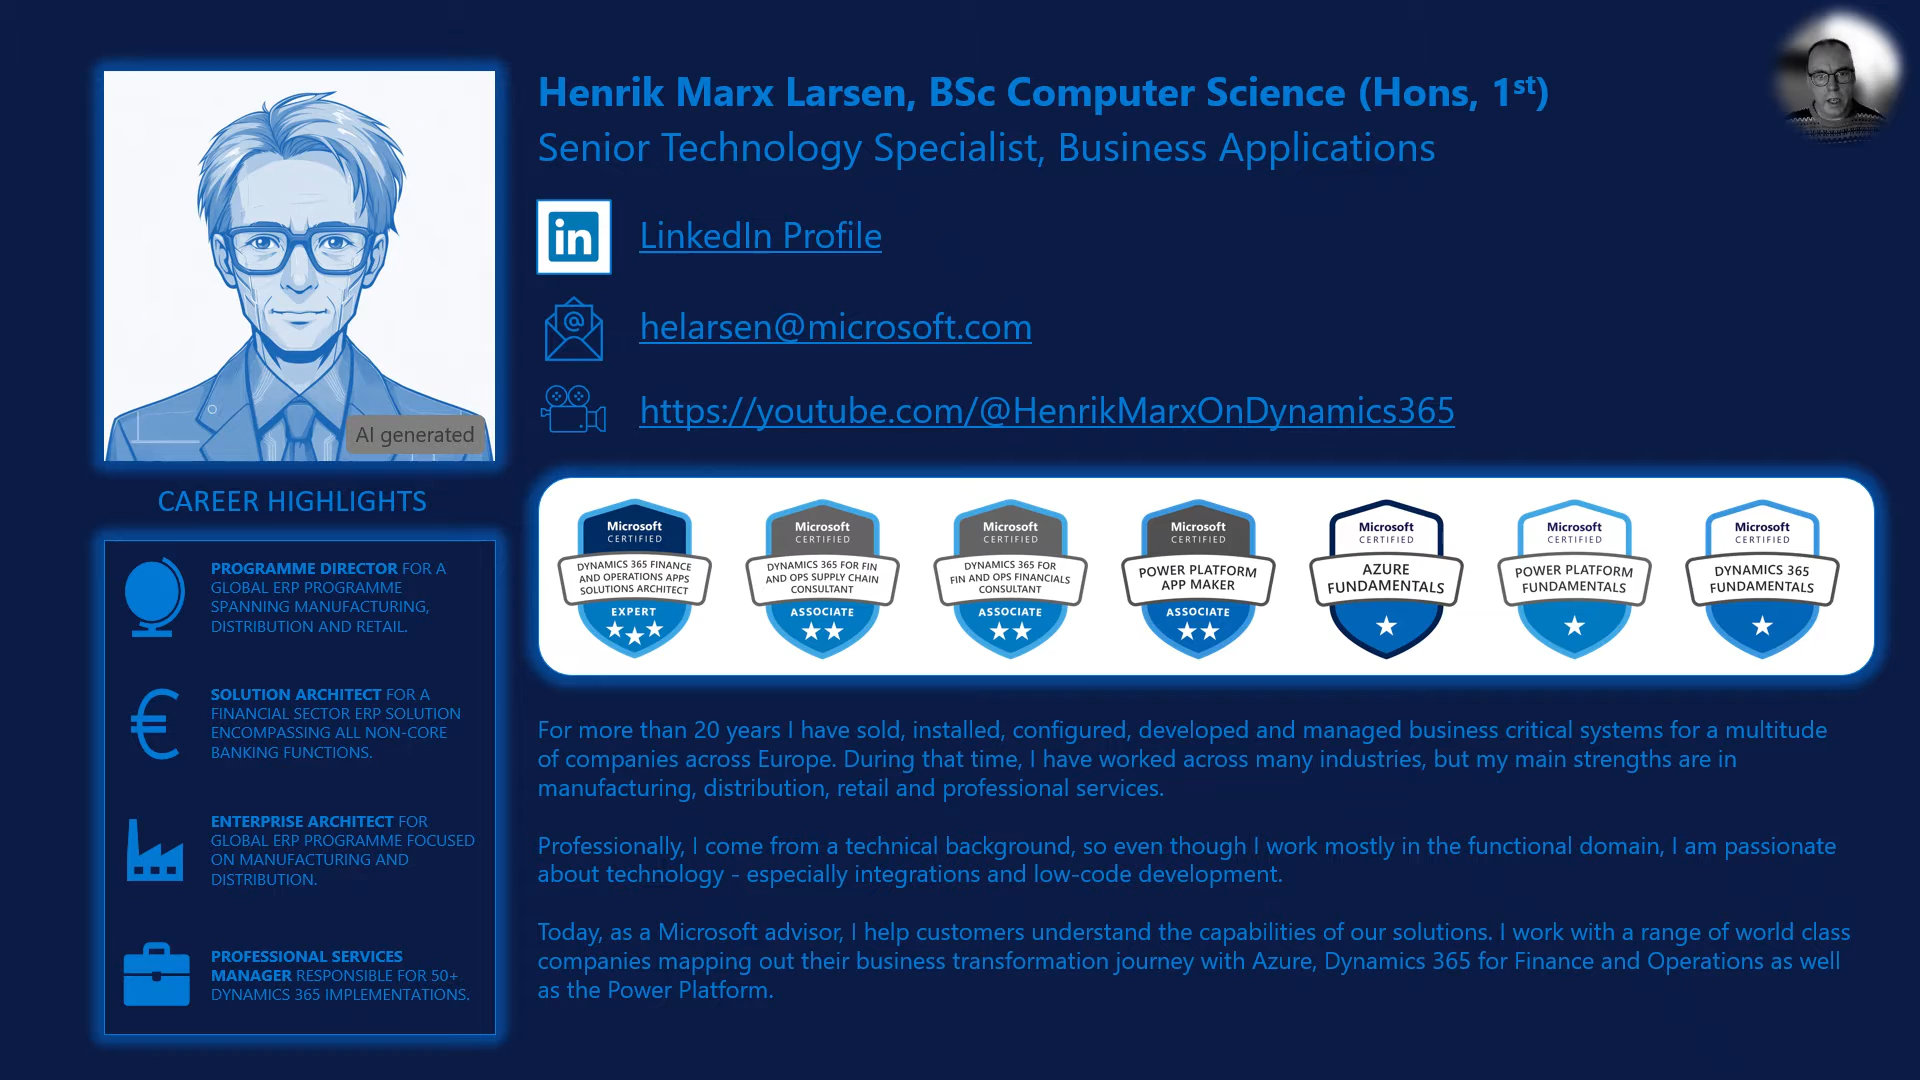 Henrik Marx Larsen, BSc Computer Science (Hons, 1st)
Senior Technology Specialist, Business Applications
in
LinkedIn Profile
@
helarsen@microsoft.com
https://youtube.com/@HenrikMarxOnDynamics365
AI generated
CAREER HIGHLIGHTS
PROGRAMME DIRECTOR FOR A
GLOBAL ERP PROGRAMME
SPANNING MANUFACTURING,
DISTRIBUTION AND RETAIL.
€
SOLUTION ARCHITECT FOR A
FINANCIAL SECTOR ERP SOLUTION
ENCOMPASSING ALL NON-CORE
BANKING FUNCTIONS.
ENTERPRISE ARCHITECT FOR
GLOBAL ERP PROGRAMME FOCUSED
ON MANUFACTURING AND
DISTRIBUTION.
PROFESSIONAL SERVICES
MANAGER RESPONSIBLE FOR 50+
DYNAMICS 365 IMPLEMENTATIONS.
Microsoft
CERTIFIED
DYNAMICS 365 FINANCE
AND OPERATIONS APPS
SOLUTIONS ARCHITECT
EXPERT
Microsoft
CERTIFIED
DYNAMICS 365 FOR FIN
AND OPS SUPPLY CHAIN
CONSULTANT
ASSOCIATE
Microsoft
CERTIFIED
DYNAMICS 365 FOR
FIN AND OPS FINANCIALS
CONSULTANT
ASSOCIATE
Microsoft
CERTIFIED
POWER PLATFORM
APP MAKER
ASSOCIATE
Microsoft
CERTIFIED
AZURE
FUNDAMENTALS
Microsoft
CERTIFIED
POWER PLATFORM
FUNDAMENTALS
Microsoft
CERTIFIED
DYNAMICS 365
FUNDAMENTALS
For more than 20 years I have sold, installed, configured, developed and managed business critical systems for a multitude
of companies across Europe. During that time, I have worked across many industries, but my main strengths are in
manufacturing, distribution, retail and professional services.
Professionally, I come from a technical background, so even though I work mostly in the functional domain, I am passionate
about technology - especially integrations and low-code development.
Today, as a Microsoft advisor, I help customers understand the capabilities of our solutions. I work with a range of world class
companies mapping out their business transformation journey with Azure, Dynamics 365 for Finance and Operations as well
as the Power Platform.